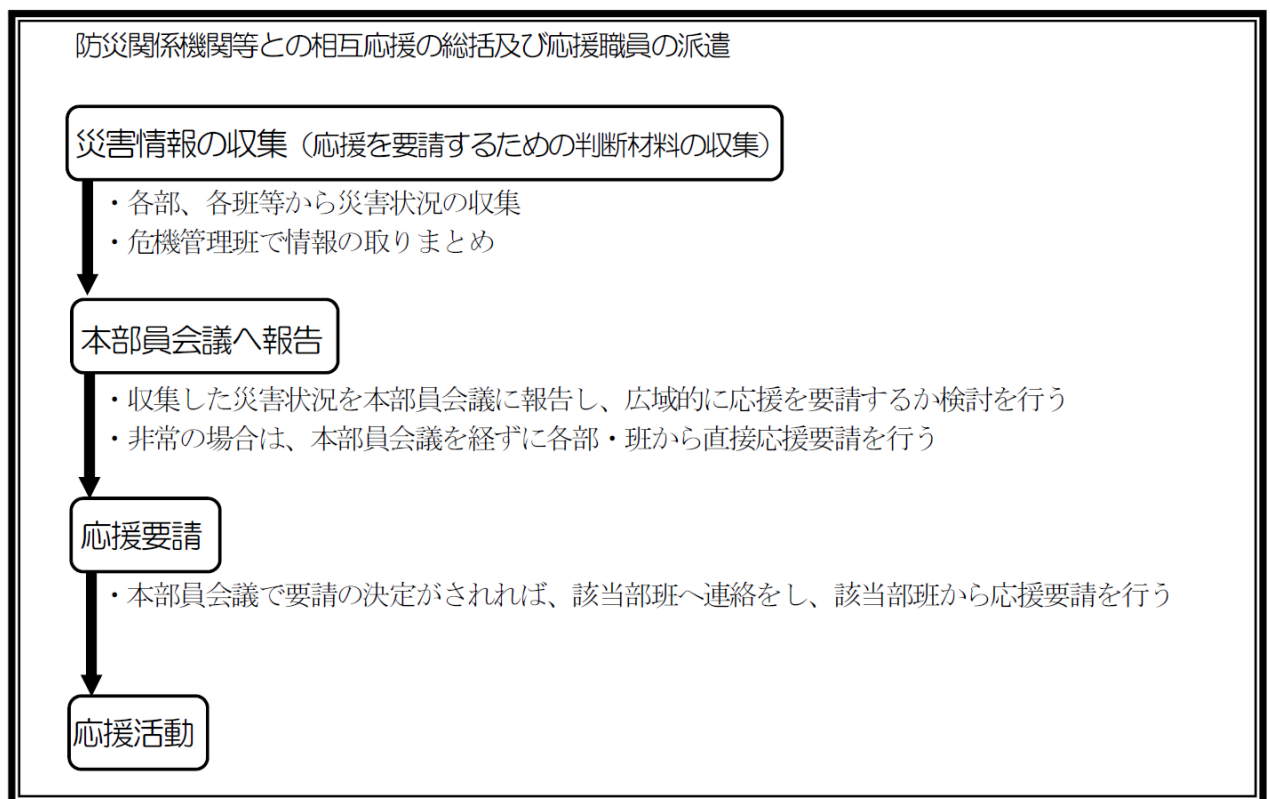 防災関係機関等との相互応援の総括及び応援職員の派遣
災害情報の収集（応援を要請するための判断材料の収集）
・各部、各班等から災害状況の収集
・危機管理班で情報の取りまとめ
本部員会議へ報告
・収集した災害状況を本部員会議に報告し、広域的に応援を要請するか検討を行う
・非常の場合は、本部員会議を経ずに各部・班から直接応援要請を行う
応援要請
・本部員会議で要請の決定がされれば、該当部班へ連絡をし、該当部班から応援要請を行う
応援活動